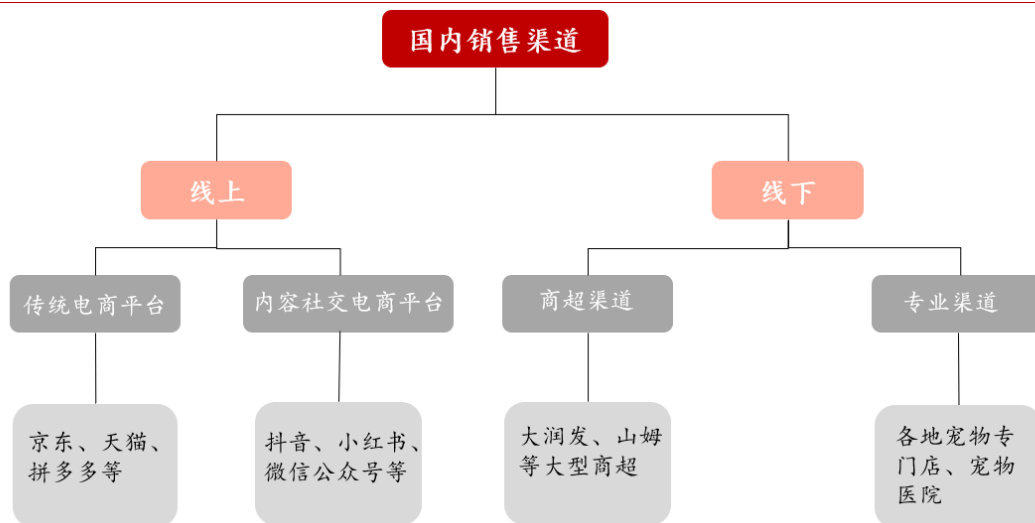 国内销售渠道
线上
线下
传统电商平台
内容社交电商平台
商超渠道
专业渠道
京东、天猫、
拼多多等
抖音、小红书、
微信公众号等
大润发、山姆
等大型商超
各地宠物专
门店、宠物
医院